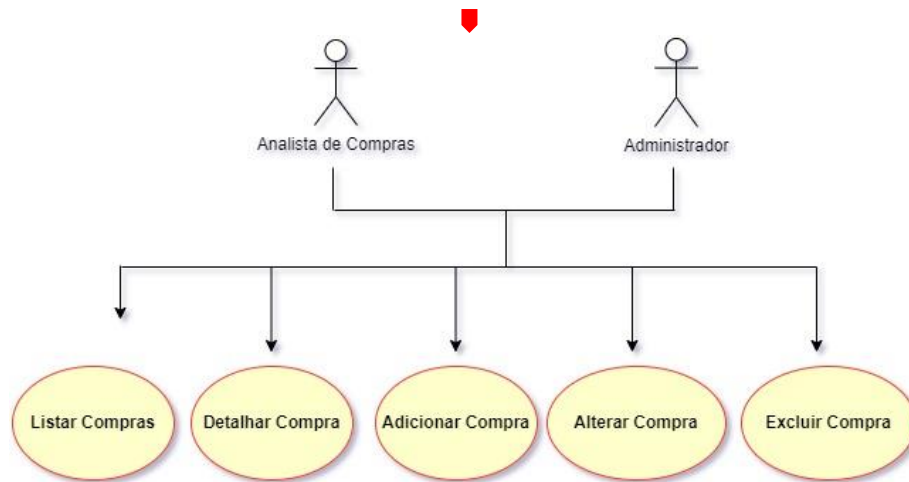 Analista de Compras
Administrador
Listar Compras
Detalhar Compra
Adicionar Compra
Alterar Compra
Excluir Compra